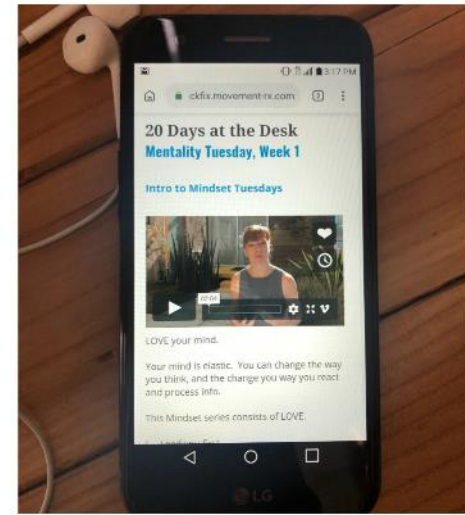 3:17 PM
ckfix.movement-rx.com
20 Days at the Desk
Mentality Tuesday, Week 1
Intro to Mindset Tuesdays
LOVE your mind.
Your mind is elastic. You can change the way
you think, and the change you way you react
and process info.
This Mindset series consists of LOVE.
LG